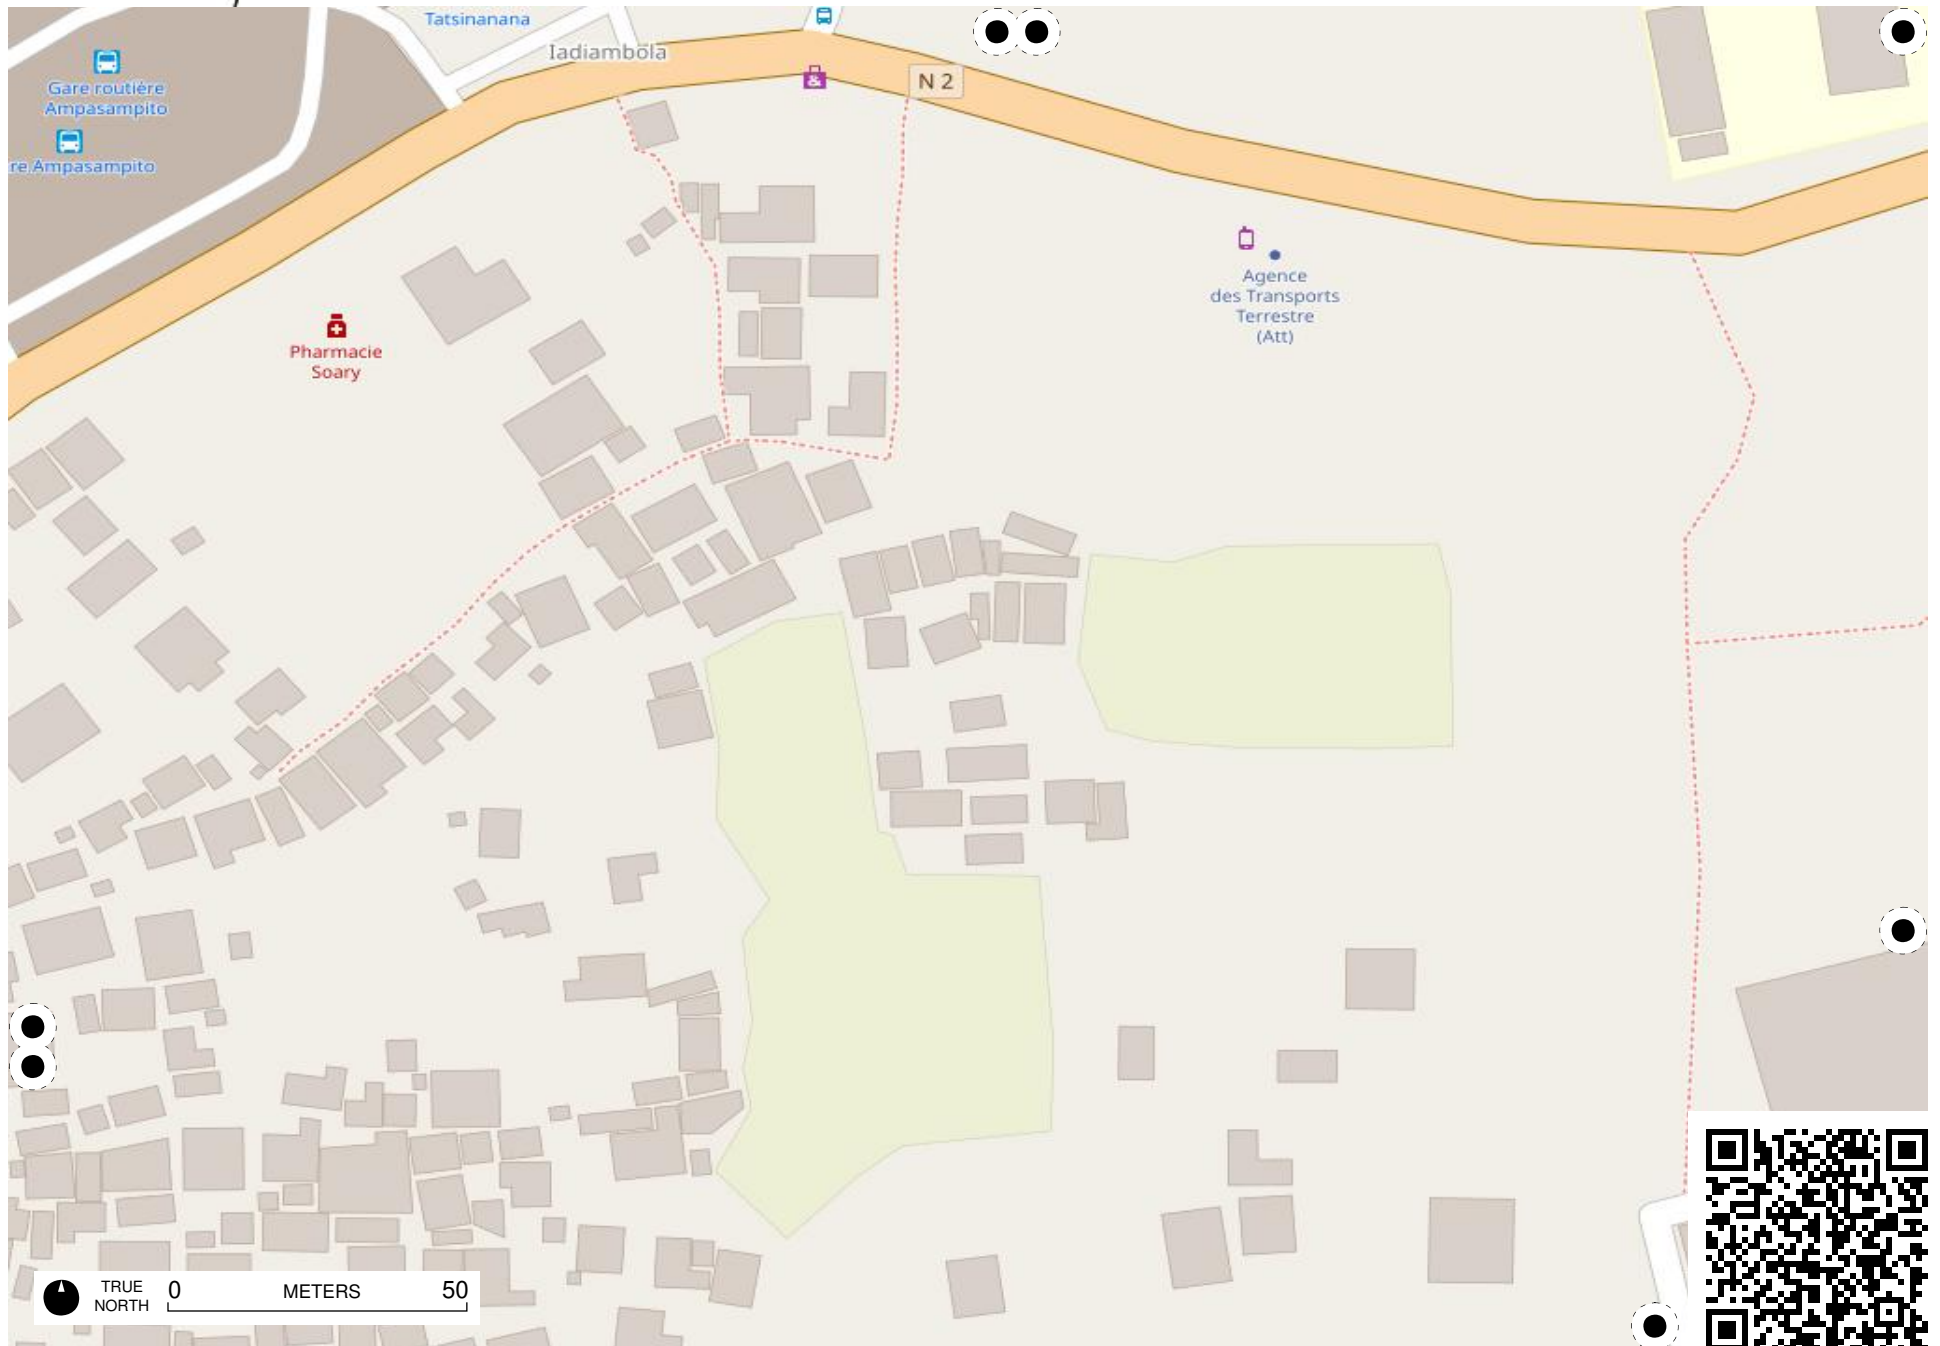 Tatsinanana
Iadiambola
N 2
Gare routière
Ampasampito
re Ampasampito
Agence
des Transports
Terrestre
(Att)
Pharmacie
Soary
TRUE
NORTH
0
METERS
50